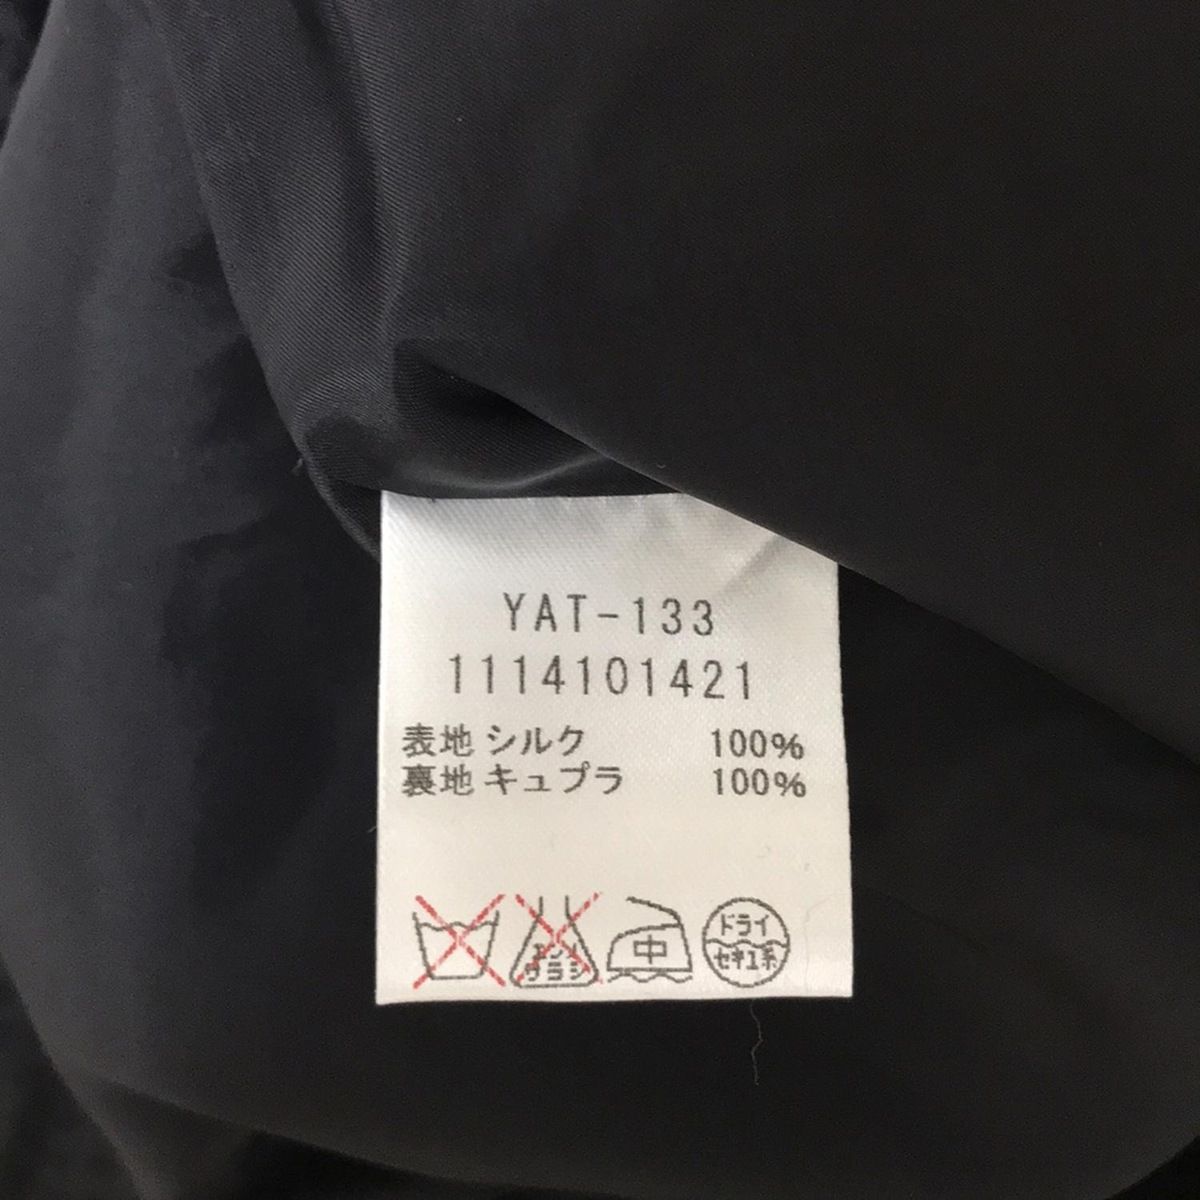 YAT-133
1114101421
表地 シルク 100%
裏地 キュプラ 100%
エンソ
サラシ
中
ドライ
セキユ系